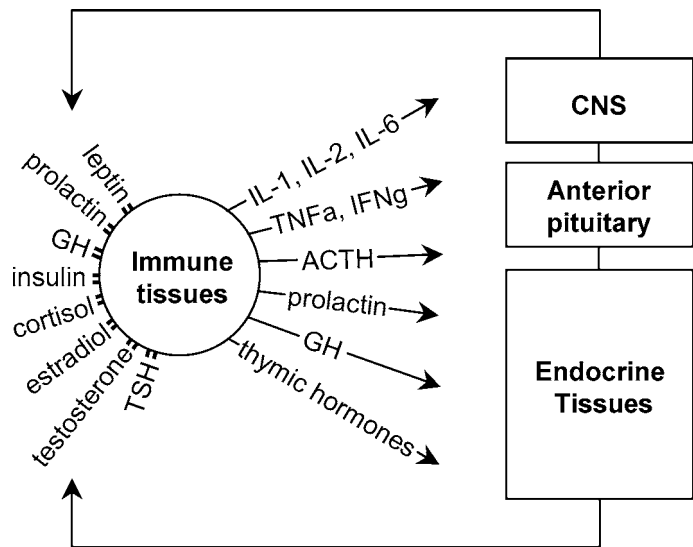 CNS
Anterior
pituitary
Endocrine
Tissues
Immune
tissues
leptin
prolactin
GH
insulin
cortisol
estradiol
testosterone
TSH
IL-1, IL-2, IL-6
TNFa, IFNg
ACTH
prolactin
GH
thymic hormones